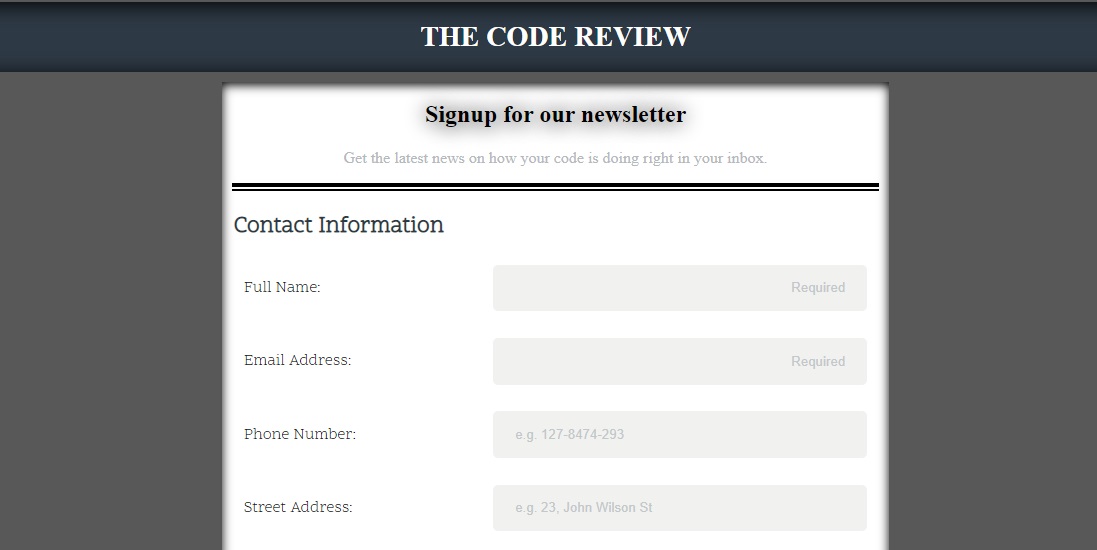 THE CODE REVIEW
Signup for our newsletter
Get the latest news on how your code is doing right in your inbox.
Contact Information
Full Name:
Required
Email Address:
Required
Phone Number:
e.g. 127-8474-293
Street Address:
e.g. 23, John Wilson St